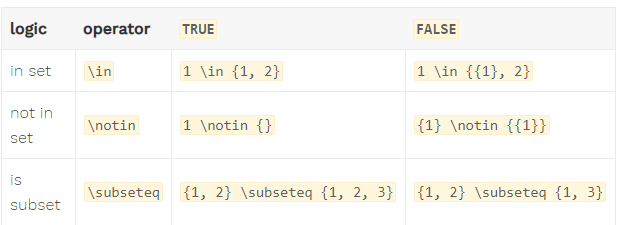 logic operator TRUE FALSE
in set \in 1 \in {1, 2} 1 \in {{1}, 2}
not in
set \notin 1 \notin {} {1} \notin {{1}}
is
subset \subseteq {1, 2} \subseteq {1, 2, 3} {1, 2} \subseteq {1, 3}